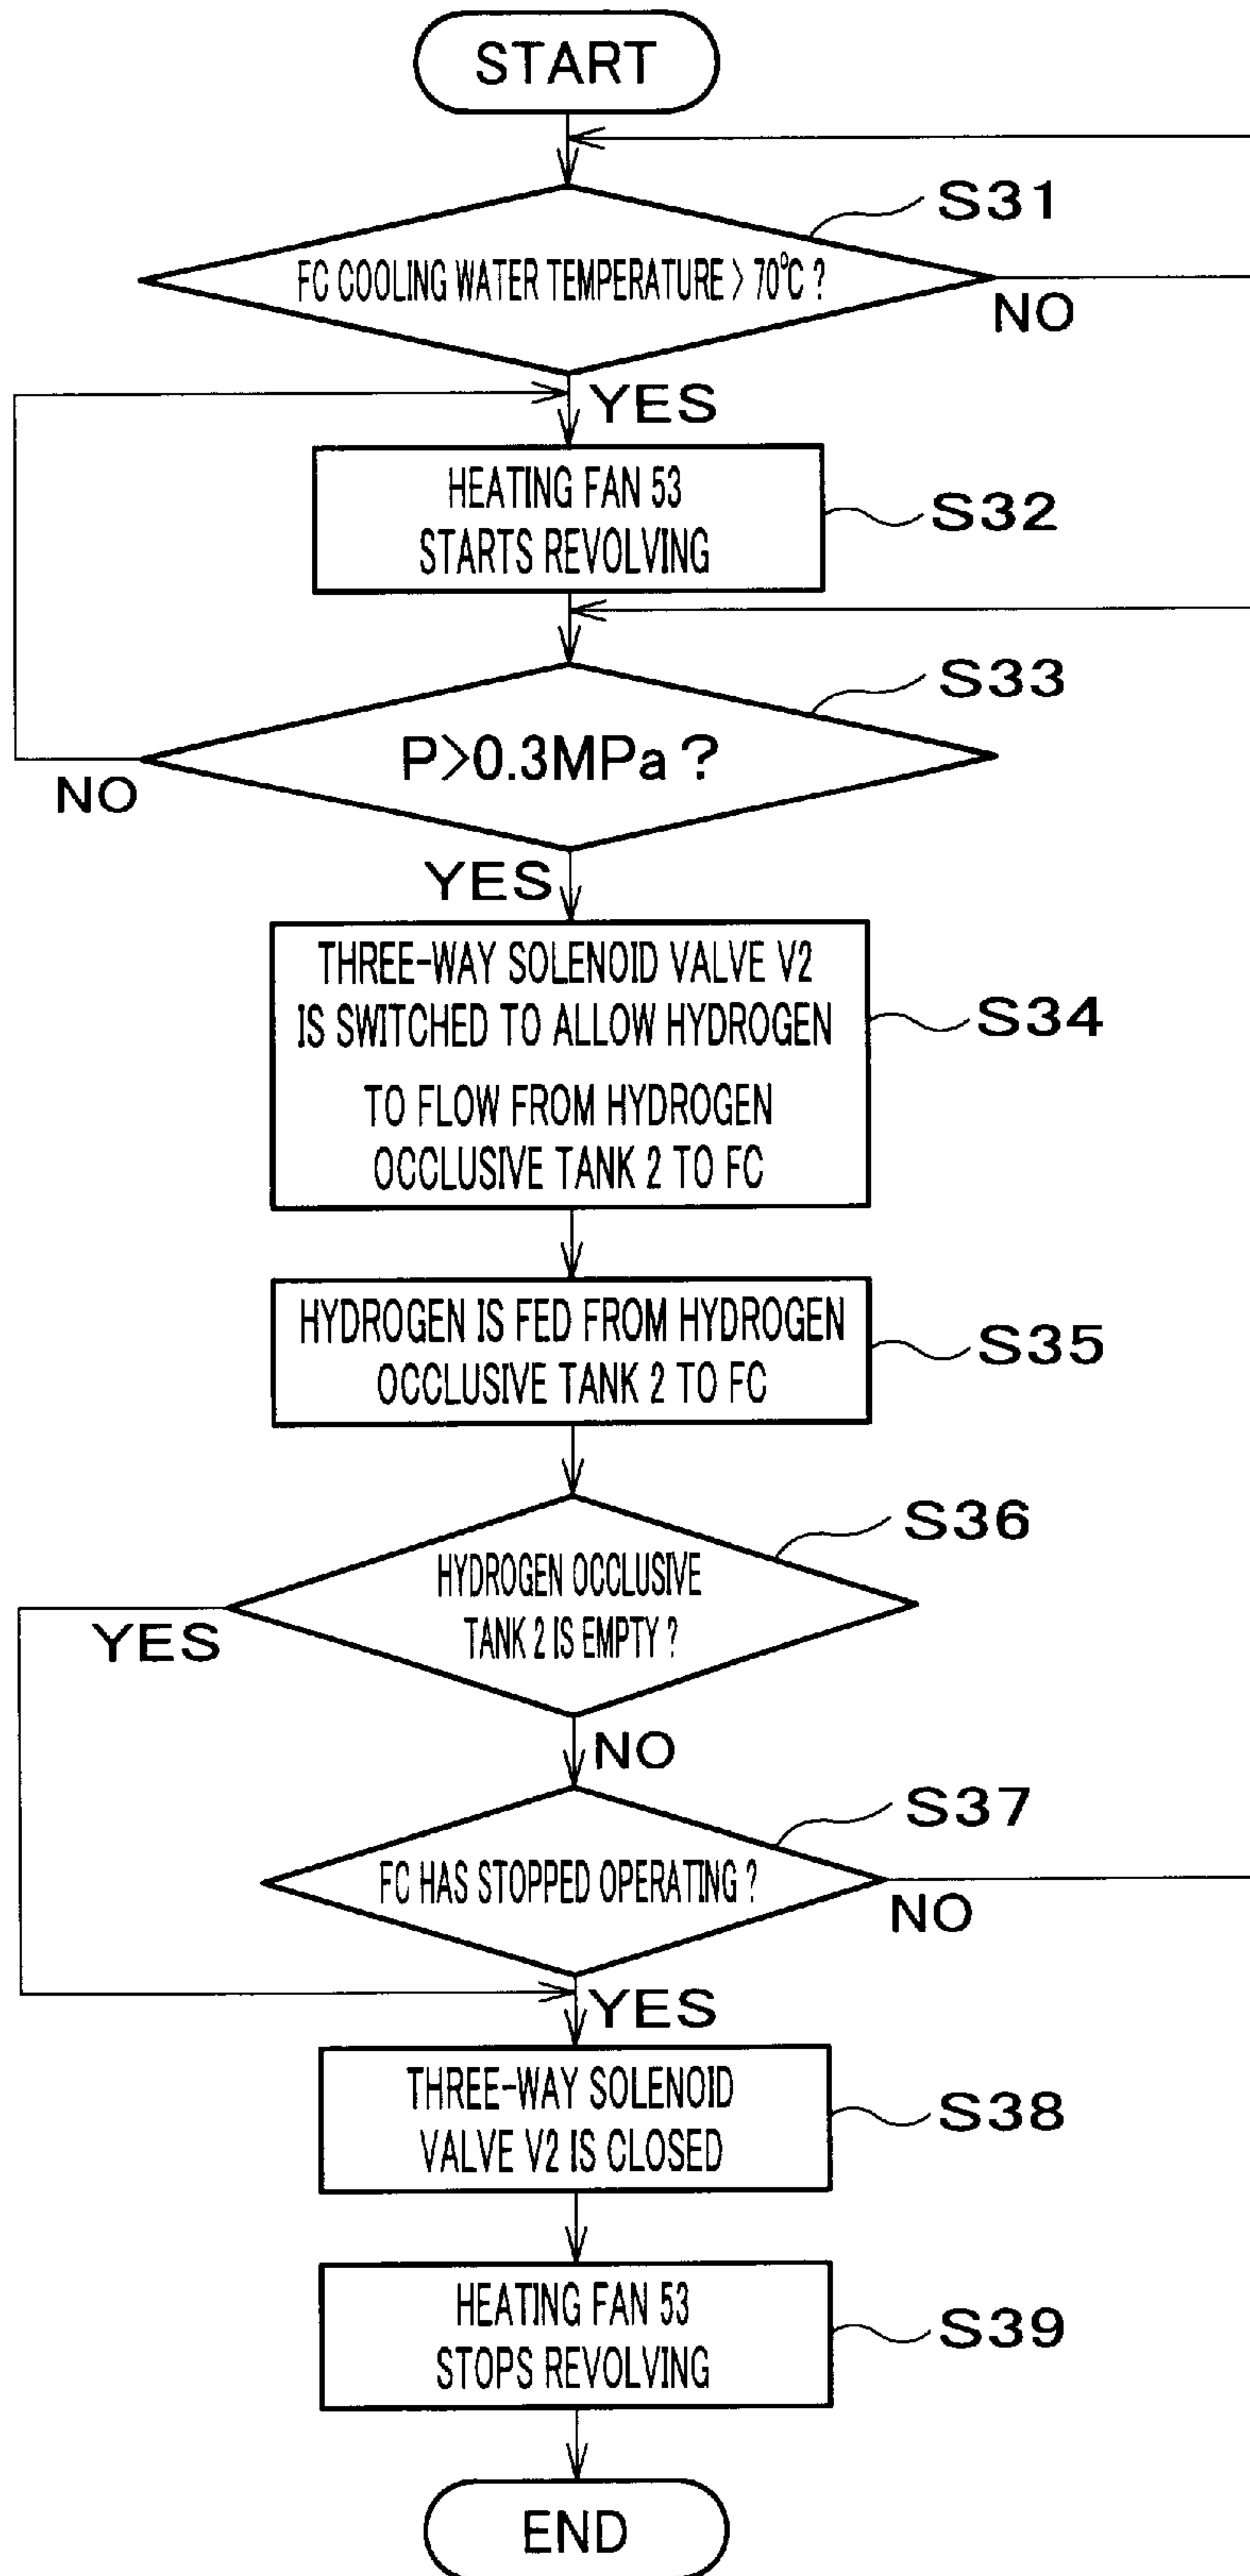 START
S31
FC COOLING WATER TEMPERATURE > 70°C ?
NO
YES
HEATING FAN 53
STARTS REVOLVING
S32
S33
P>0.3MPa ?
NO
YES
THREE-WAY SOLENOID VALVE V2
IS SWITCHED TO ALLOW HYDROGEN
TO FLOW FROM HYDROGEN
OCCLUSIVE TANK 2 TO FC
S34
HYDROGEN IS FED FROM HYDROGEN
OCCLUSIVE TANK 2 TO FC
S35
S36
HYDROGEN OCCLUSIVE
TANK 2 IS EMPTY ?
YES
NO
S37
FC HAS STOPPED OPERATING ?
NO
YES
THREE-WAY SOLENOID
VALVE V2 IS CLOSED
S38
HEATING FAN 53
STOPS REVOLVING
S39
END